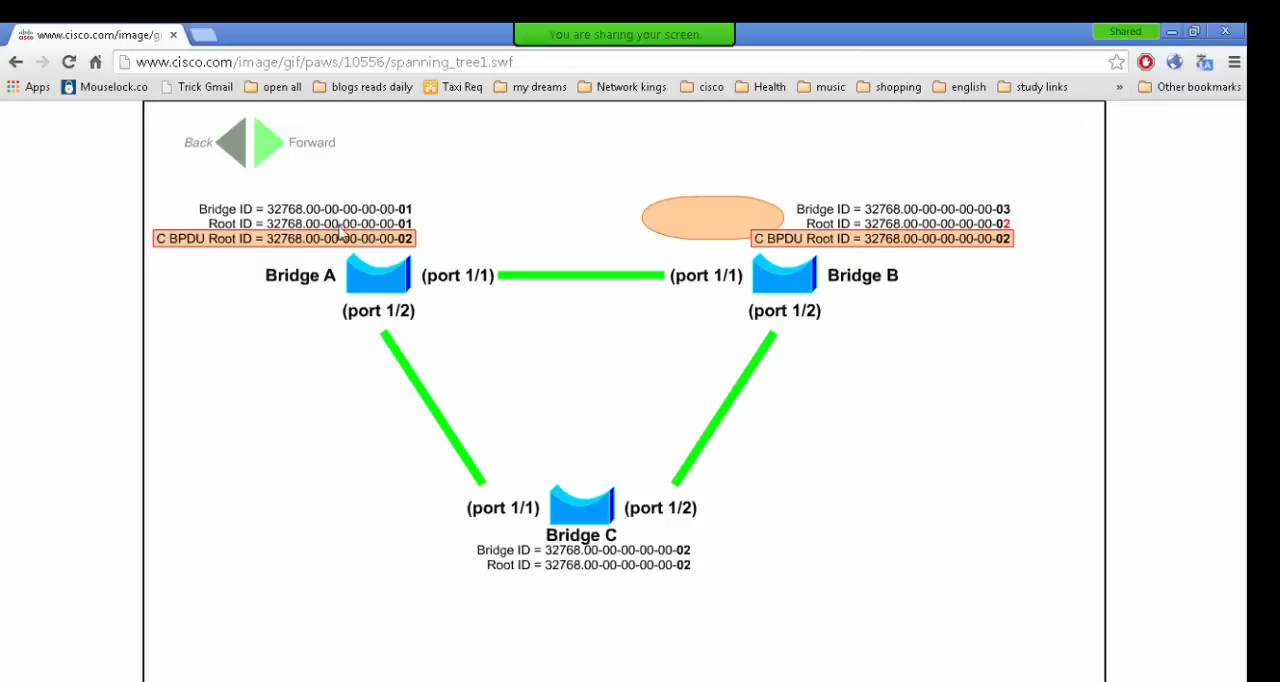 www.cisco.com/image/gi
You are sharing your screen.
Shared
www.cisco.com/image/gif/paws/10556/spanning_tree1.swf
Apps Mouselock.co Trick Gmail open all blogs reads daily Taxi Req my dreams Network kings cisco Health music shopping english study links » Other bookmarks
Back Forward
Bridge ID = 32768.00-00-00-00-00-01
Root ID = 32768.00-00-00-00-00-01
C BPDU Root ID = 32768.00-00-00-00-00-02
Bridge ID = 32768.00-00-00-00-00-03
Root ID = 32768.00-00-00-00-00-02
C BPDU Root ID = 32768.00-00-00-00-00-02
Bridge A (port 1/1) (port 1/1) Bridge B
(port 1/2) (port 1/2)
(port 1/1) (port 1/2)
Bridge C
Bridge ID = 32768.00-00-00-00-00-02
Root ID = 32768.00-00-00-00-00-02